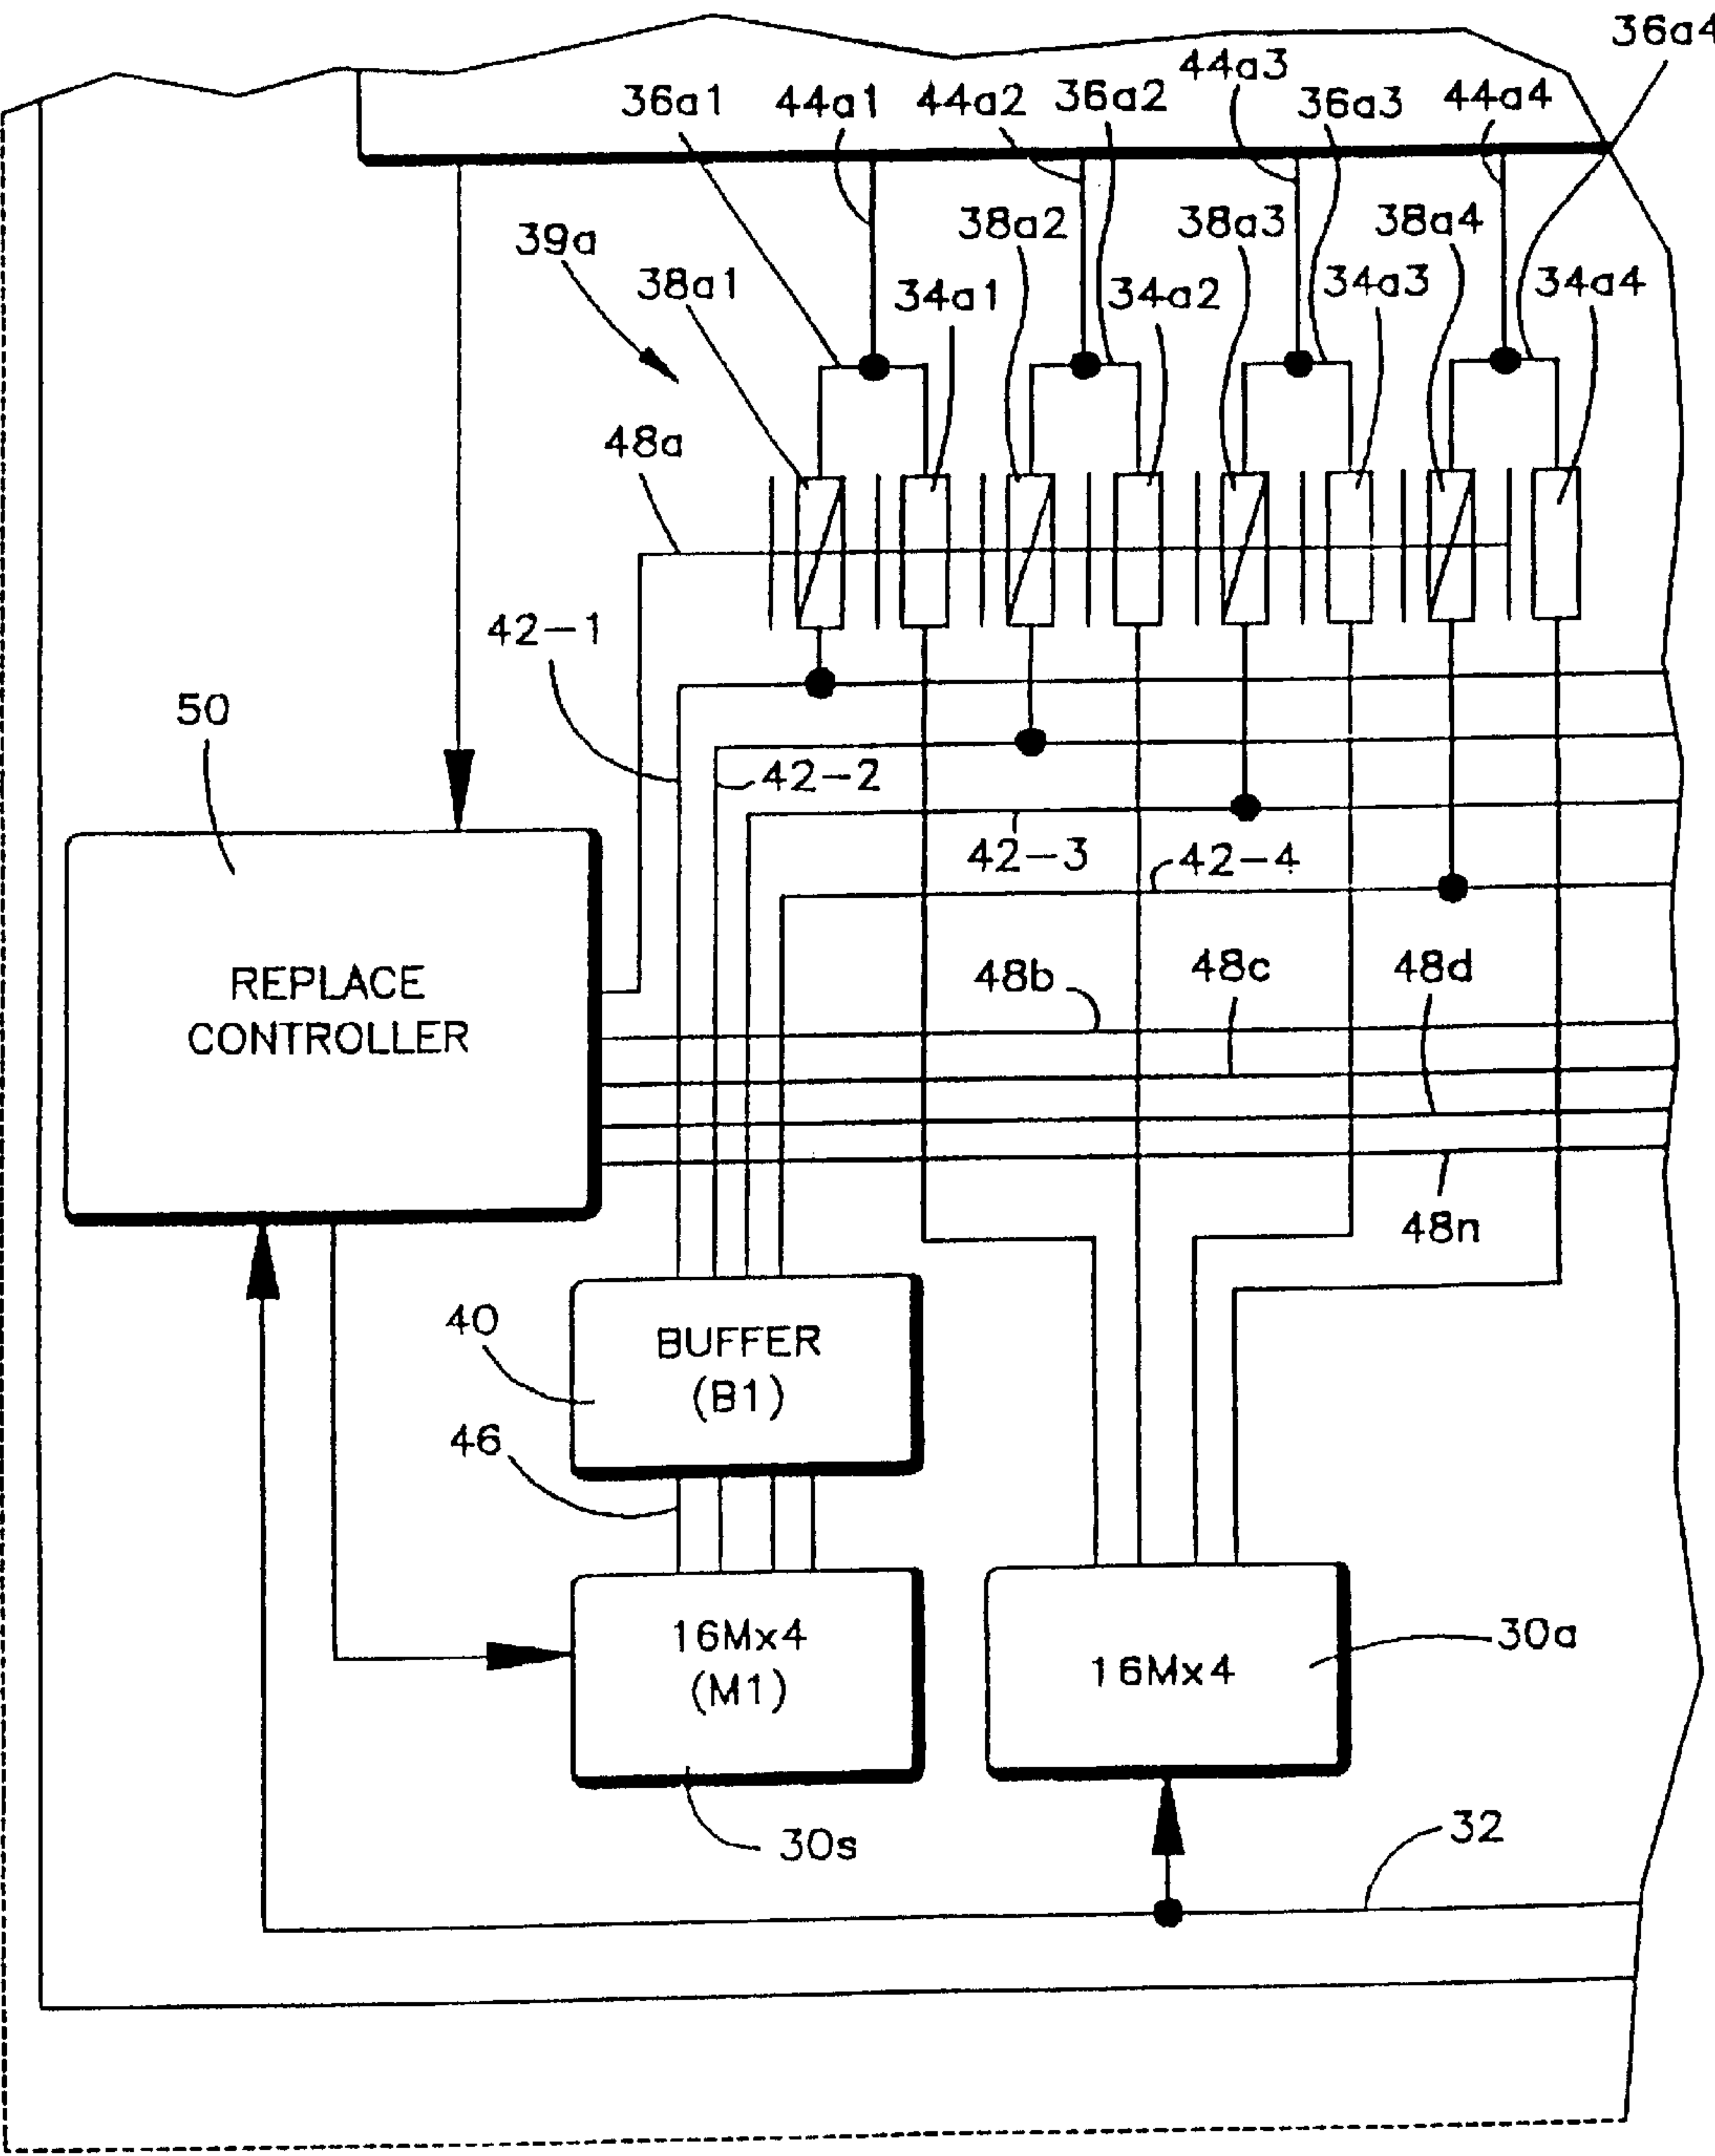 36a4
44a3
36a1 44a1 44a2 36a2 36a3 44a4
38a2 38a3 38a4
39a
38a1 34a1 34a2 34a3 34a4
48a
42-1
50
42-2
42-3 42-4
48b 48c 48d
REPLACE
CONTROLLER
48n
40
BUFFER
(B1)
46
16Mx4
(M1)
16Mx4
30a
30s
32